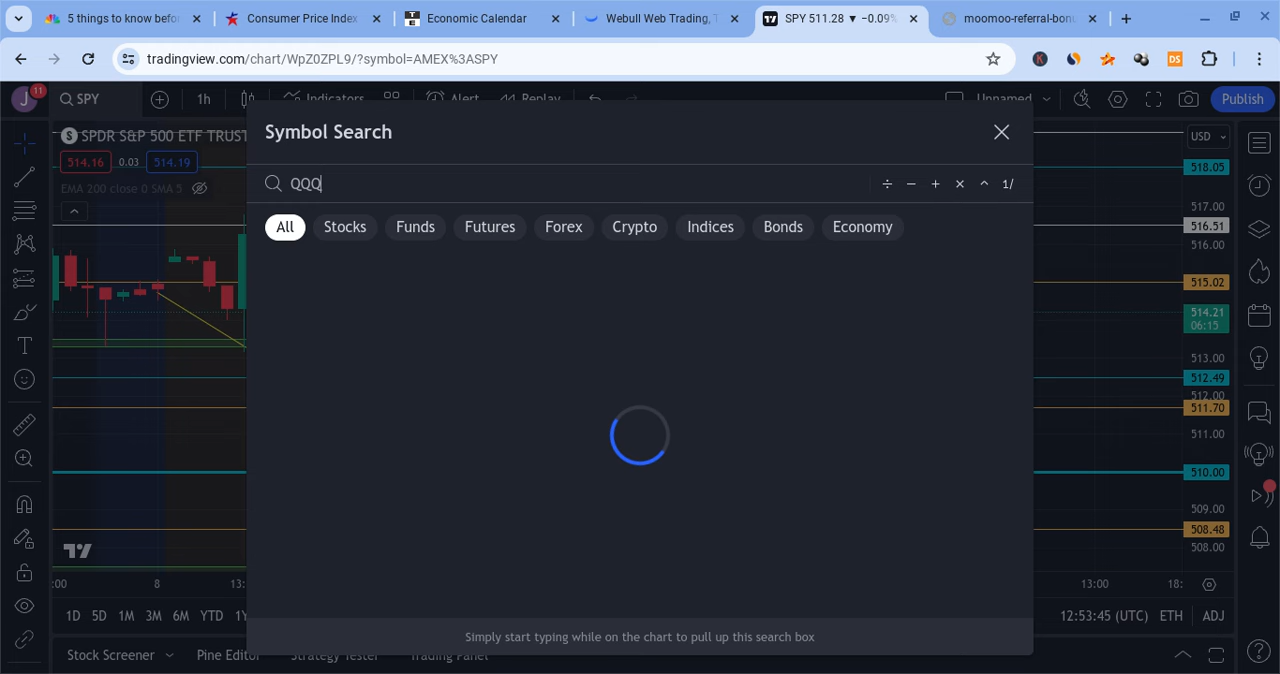 5 things to know befo
Consumer Price Index
Economic Calendar
Webull Web Trading, T
SPY 511.28 ▼ −0.09%
moomoo-referral-bon
tradingview.com/chart/WpZ0ZPL9/?symbol=AMEX%3ASPY
K
DS
J
11
SPY
1h
Indicators
Alert
Replay
Unnamed
Publish
S
SPDR S&P 500 ETF TRUST
USD
514.16
0.03
514.19
EMA 200 close 0 SMA 5
Symbol Search
QQQ
÷ − + × ^ 1/
All
Stocks
Funds
Futures
Forex
Crypto
Indices
Bonds
Economy
518.05
517.00
516.51
516.00
515.02
514.21
06:15
513.00
512.49
512.00
511.70
511.00
510.00
509.00
508.48
508.00
:00
8
13:
13:00
18:
1D
5D
1M
3M
6M
YTD
1Y
12:53:45 (UTC)
ETH
ADJ
Simply start typing while on the chart to pull up this search box
Stock Screener
Pine Editor
Strategy Tester
Trading Panel